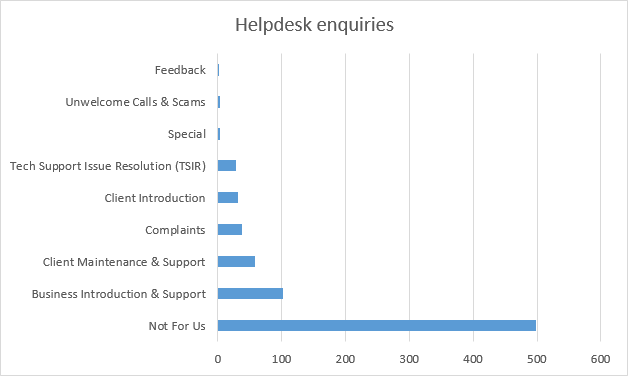 Helpdesk enquiries
Feedback
Unwelcome Calls & Scams
Special
Tech Support Issue Resolution (TSIR)
Client Introduction
Complaints
Client Maintenance & Support
Business Introduction & Support
Not For Us
0 100 200 300 400 500 600